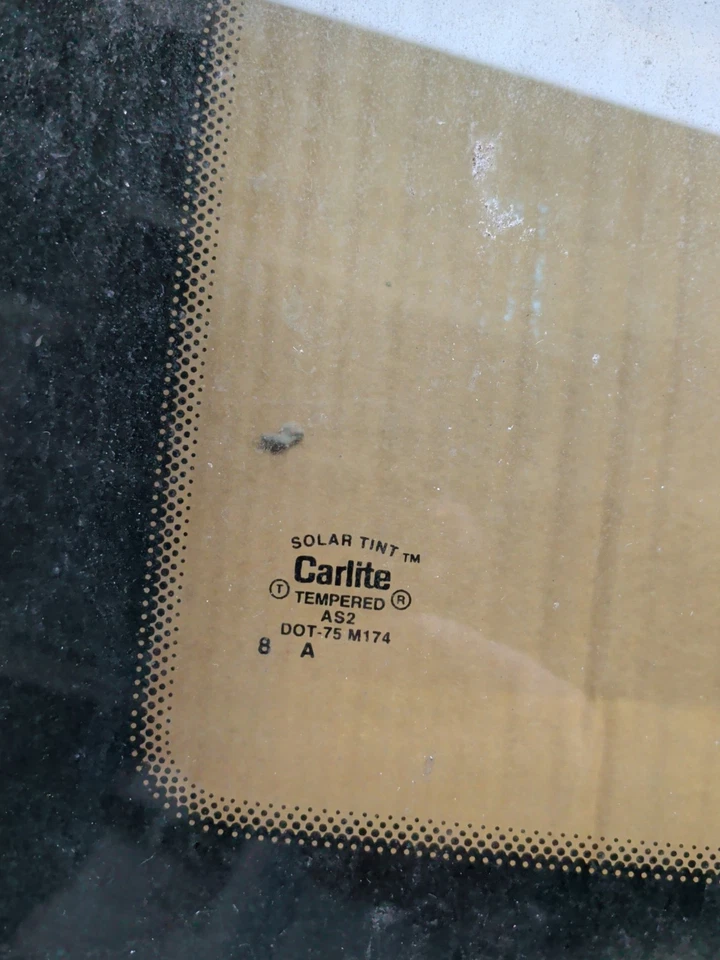 SOLAR TINT™
Carlite
Ⓣ TEMPERED ®
AS2
DOT-75 M174
8 A